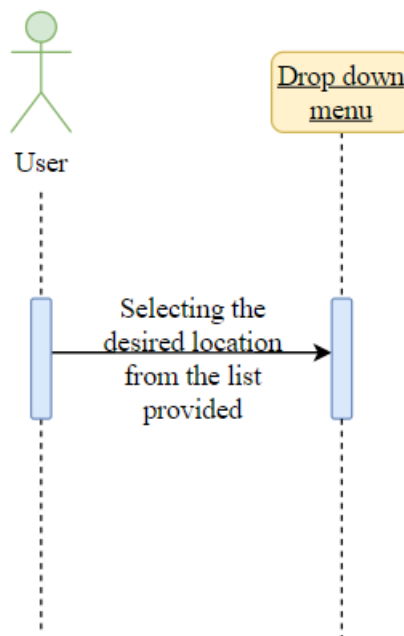 Drop down
menu
User
Selecting the
desired location
from the list
provided